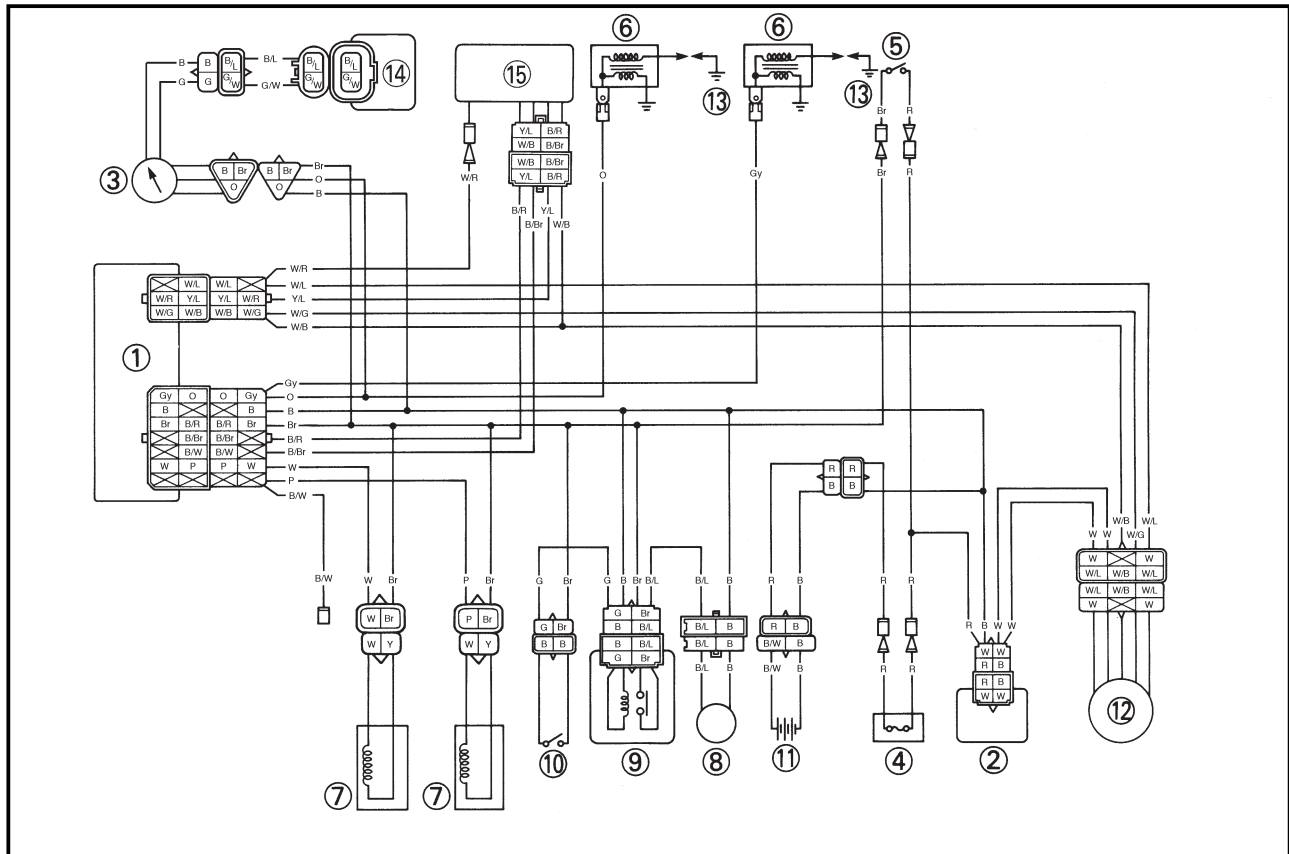 ⑥ ⑥
⑤
B B B/L B/L B/L B/L
G G G/W G/W G/W G/W
⑭
⑮
⑬ ⑬
Br R
Y/L B/R
W/B B/Br
W/B B/Br
Y/L B/R
W/R
O
Gy
Br R
③
B Br B Br Br
O O O
B
B/R Y/L
B/Br W/B
W/R
W/L W/L W/L
W/R Y/L Y/L W/R Y/L
W/G W/B W/B W/G W/G
W/B
①
Gy
Gy O O Gy O
B B B
Br B/R B/R Br Br
B/Br B/Br B/R
B/W B/W B/Br
W P P W W
P
B/W
R R
B B
W/B W/L
W W W/G
W
W/L W/B W/L
W/L W/B W/L
W W
B/W W Br P Br G Br G B Br B/L B/L B R B R R
R B W W
W Br
W Y
P Br
W Y
G Br
B B
G Br
B B/L
B B/L
G Br
B/L B
B/L B
B/L B
R B
B/W B
B/W B
R R
W W
R B
R B
W W
⑫
⑦ ⑦ ⑩ ⑨ ⑧ ⑪ ④ ②